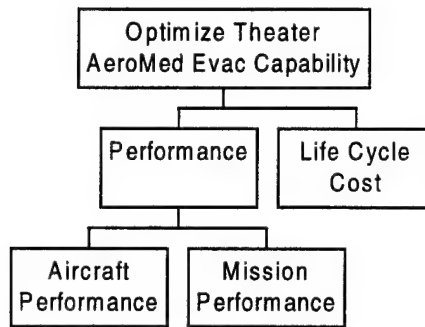 Optimize Theater
AeroMed Evac Capability
Performance
Life Cycle
Cost
Aircraft
Performance
Mission
Performance